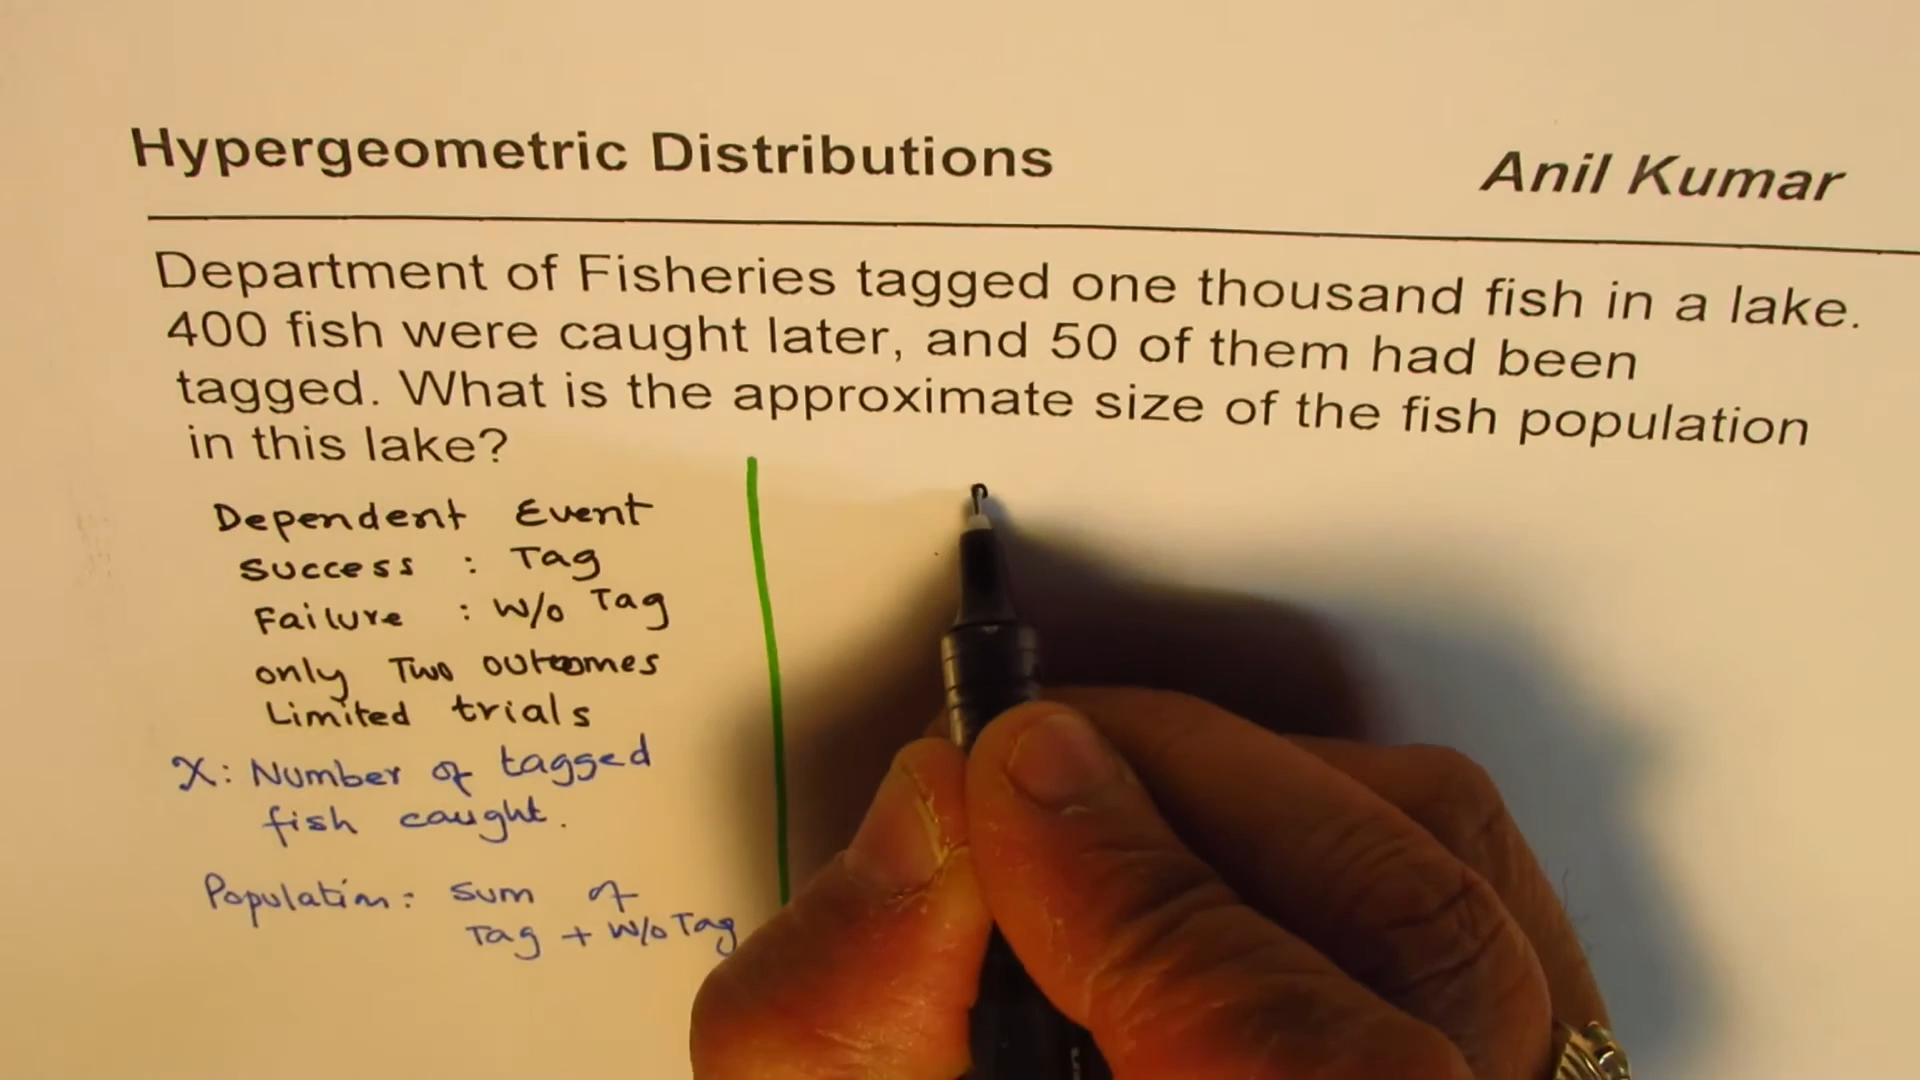 Hypergeometric Distributions
Anil Kumar
Department of Fisheries tagged one thousand fish in a lake.
400 fish were caught later, and 50 of them had been
tagged. What is the approximate size of the fish population
in this lake?
Dependent Event
Success : Tag
Failure : W/o Tag
only Two outcomes
Limited trials
X: Number of tagged
fish caught.
Population: Sum of
Tag + W/o Tag